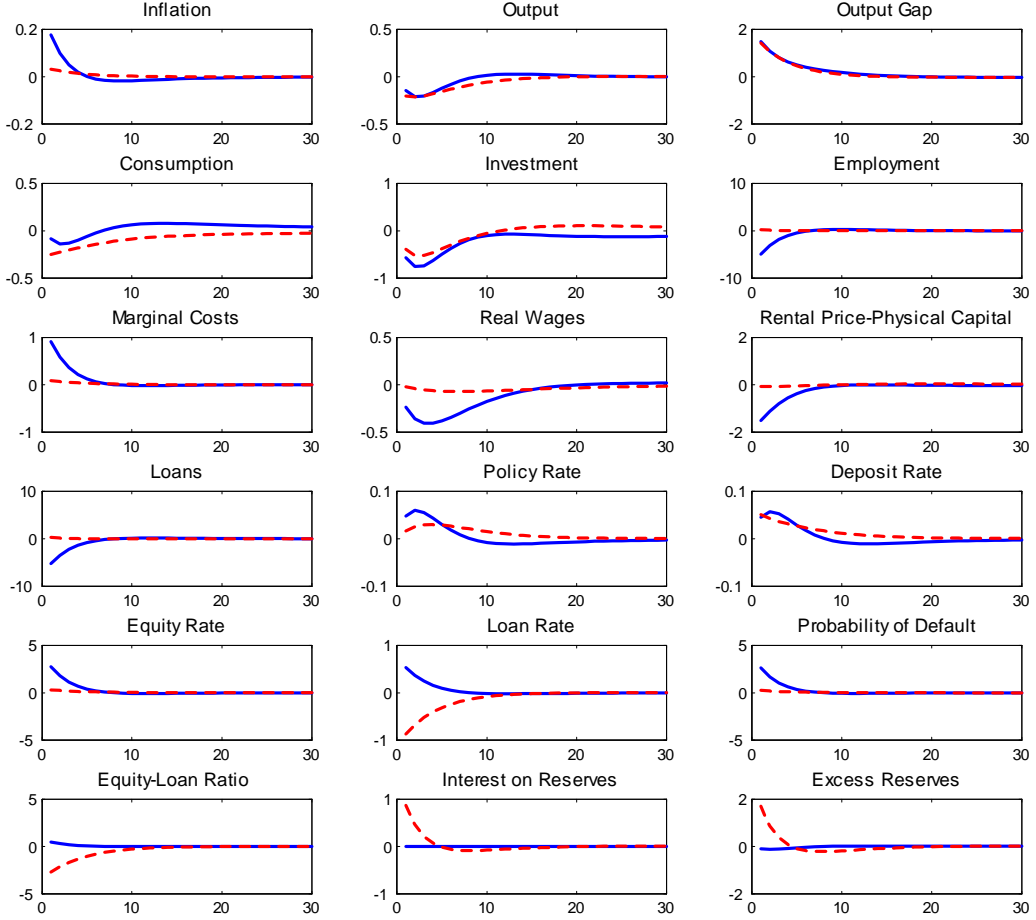 Inflation
0.2
0
-0.2
0 10 20 30
Output
0.5
0
-0.5
0 10 20 30
Output Gap
2
0
-2
0 10 20 30
Consumption
0.5
0
-0.5
0 10 20 30
Investment
1
0
-1
0 10 20 30
Employment
10
0
-10
0 10 20 30
Marginal Costs
1
0
-1
0 10 20 30
Real Wages
0.5
0
-0.5
0 10 20 30
Rental Price-Physical Capital
2
0
-2
0 10 20 30
Loans
10
0
-10
0 10 20 30
Policy Rate
0.1
0
-0.1
0 10 20 30
Deposit Rate
0.1
0
-0.1
0 10 20 30
Equity Rate
5
0
-5
0 10 20 30
Loan Rate
1
0
-1
0 10 20 30
Probability of Default
5
0
-5
0 10 20 30
Equity-Loan Ratio
5
0
-5
0 10 20 30
Interest on Reserves
1
0
-1
0 10 20 30
Excess Reserves
2
0
-2
0 10 20 30